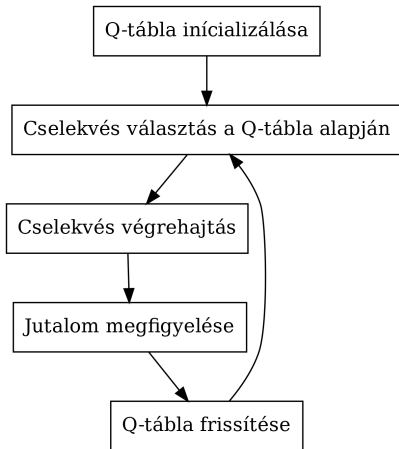 Q-tábla inícializálása
Cselekvés választás a Q-tábla alapján
Cselekvés végrehajtás
Jutalom megfigyelése
Q-tábla frissítése